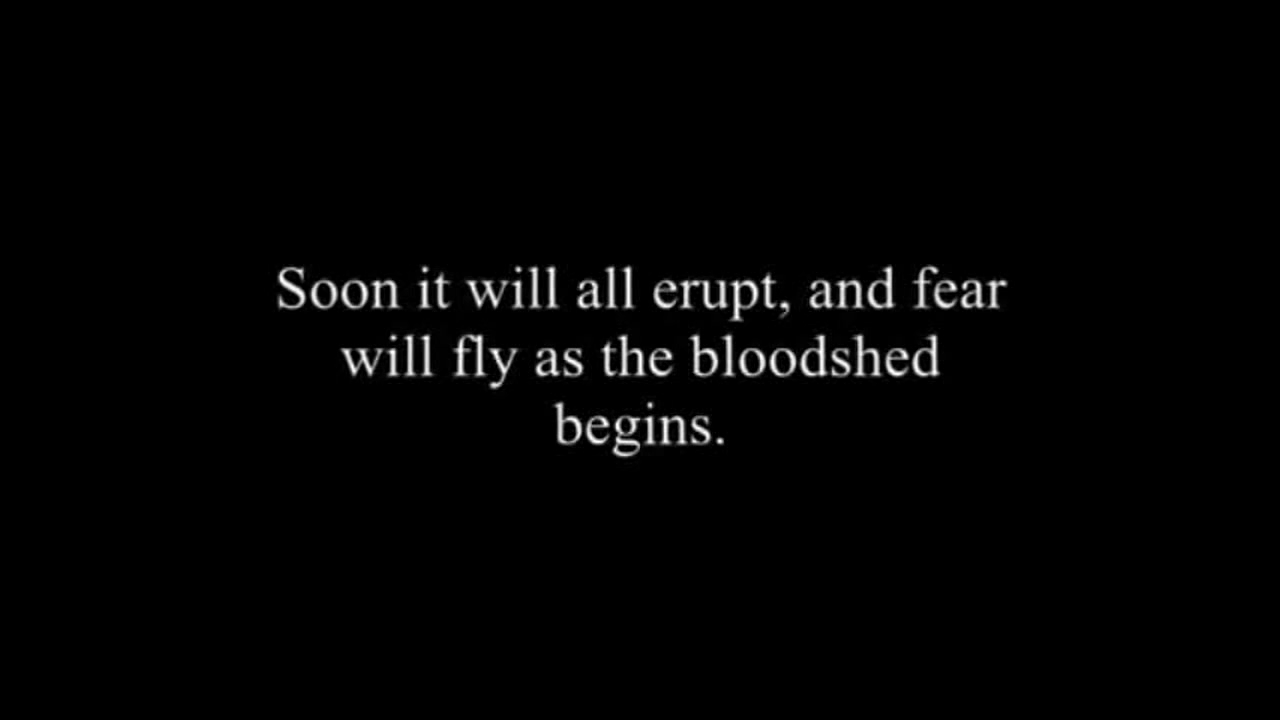 Soon it will all erupt, and fear
will fly as the bloodshed
begins.